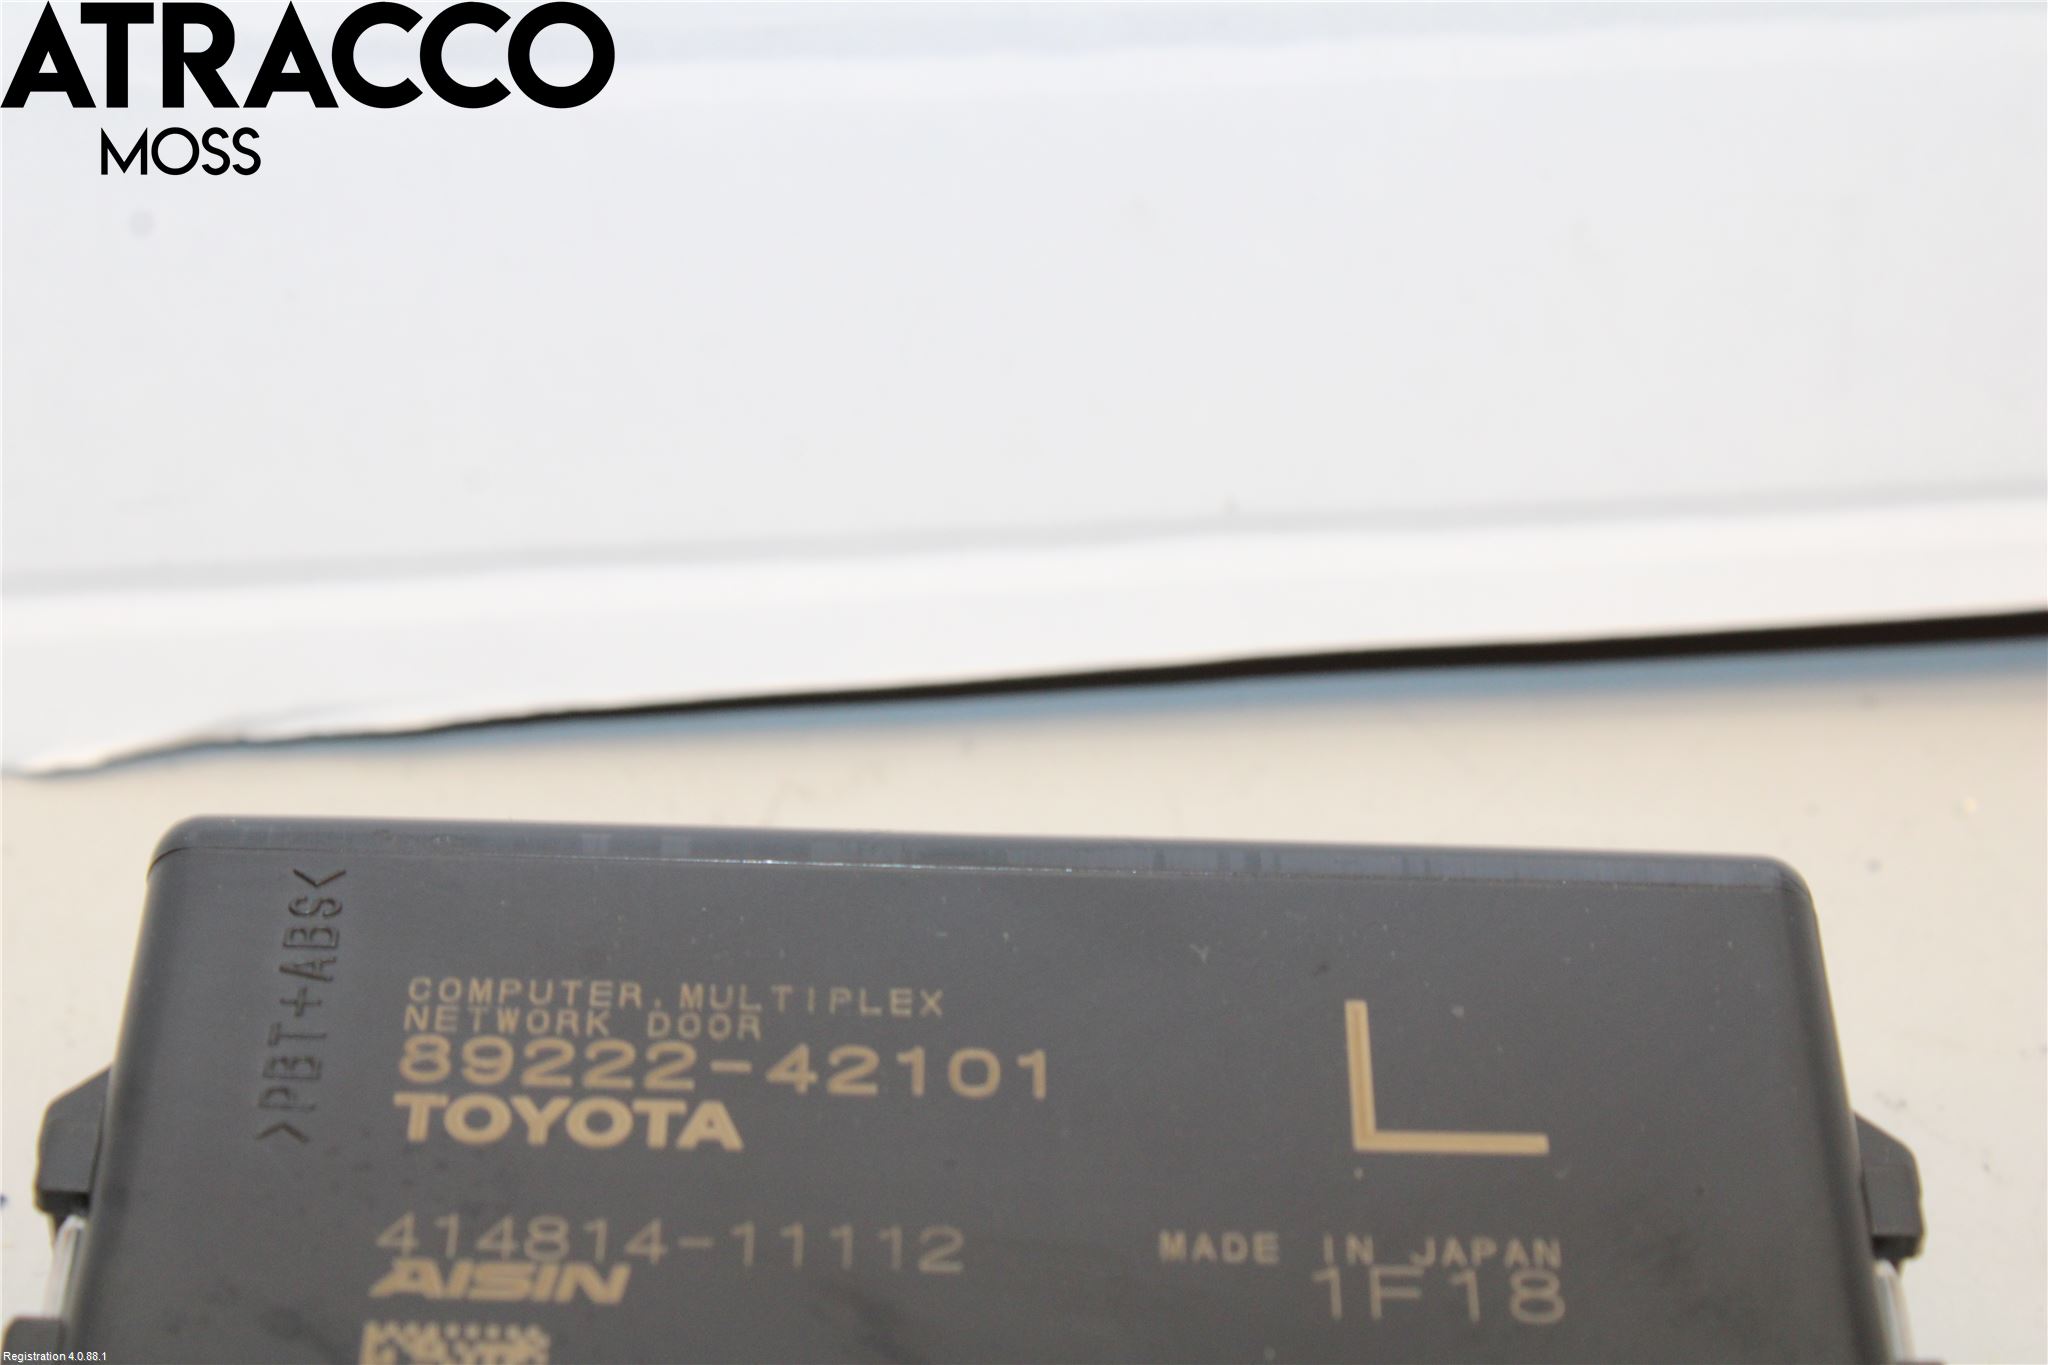 ATRACCO
MOSS
>PBT+ABS<
COMPUTER, MULTIPLEX
NETWORK DOOR
89222-42101
TOYOTA
L
414814-11112
AISIN
MADE IN JAPAN
1F18
Registration 4.0.88.1